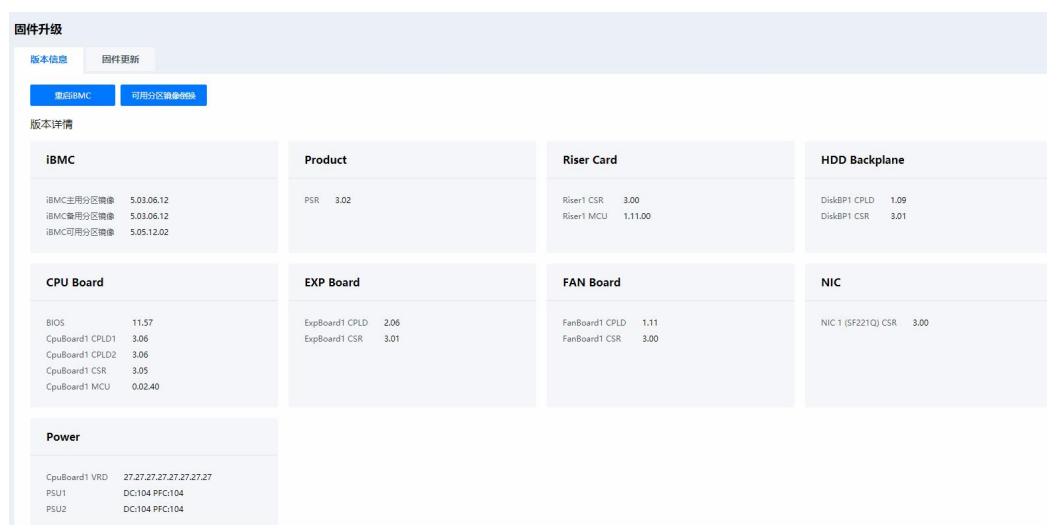 固件升级
版本信息 固件更新
重启iBMC 可用分区镜像切换
版本详情
iBMC
iBMC主用分区镜像 5.03.06.12
iBMC备用分区镜像 5.03.06.12
iBMC可用分区镜像 5.05.12.02
Product
PSR 3.02
Riser Card
Riser1 CSR 3.00
Riser1 MCU 1.11.00
HDD Backplane
DiskBP1 CPLD 1.09
DiskBP1 CSR 3.01
CPU Board
BIOS 11.57
CpuBoard1 CPLD1 3.06
CpuBoard1 CPLD2 3.06
CpuBoard1 CSR 3.05
CpuBoard1 MCU 0.02.40
EXP Board
ExpBoard1 CPLD 2.06
ExpBoard1 CSR 3.01
FAN Board
FanBoard1 CPLD 1.11
FanBoard1 CSR 3.00
NIC
NIC 1 (SF221Q) CSR 3.00
Power
CpuBoard1 VRD 27.27.27.27.27.27.27.27
PSU1 DC:104 PFC:104
PSU2 DC:104 PFC:104